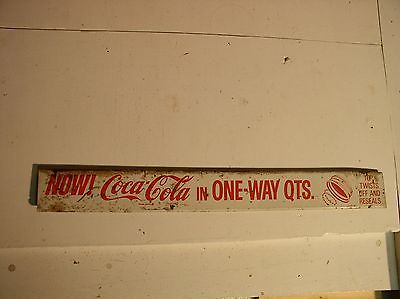 NOW! Coca-Cola IN ONE-WAY QTS.
TOP
TWISTS
OFF AND
RESEALS